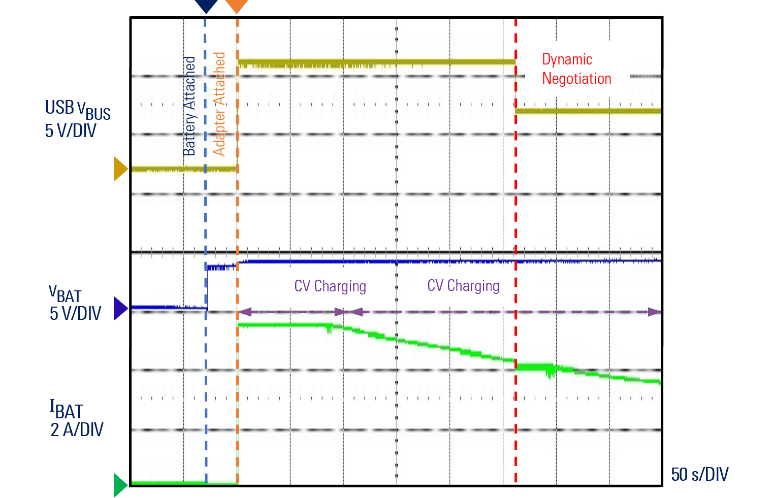 Battery Attached
Adapter Attached
Dynamic
Negotiation
USB VBUS
5 V/DIV
CV Charging
CV Charging
VBAT
5 V/DIV
IBAT
2 A/DIV
50 s/DIV